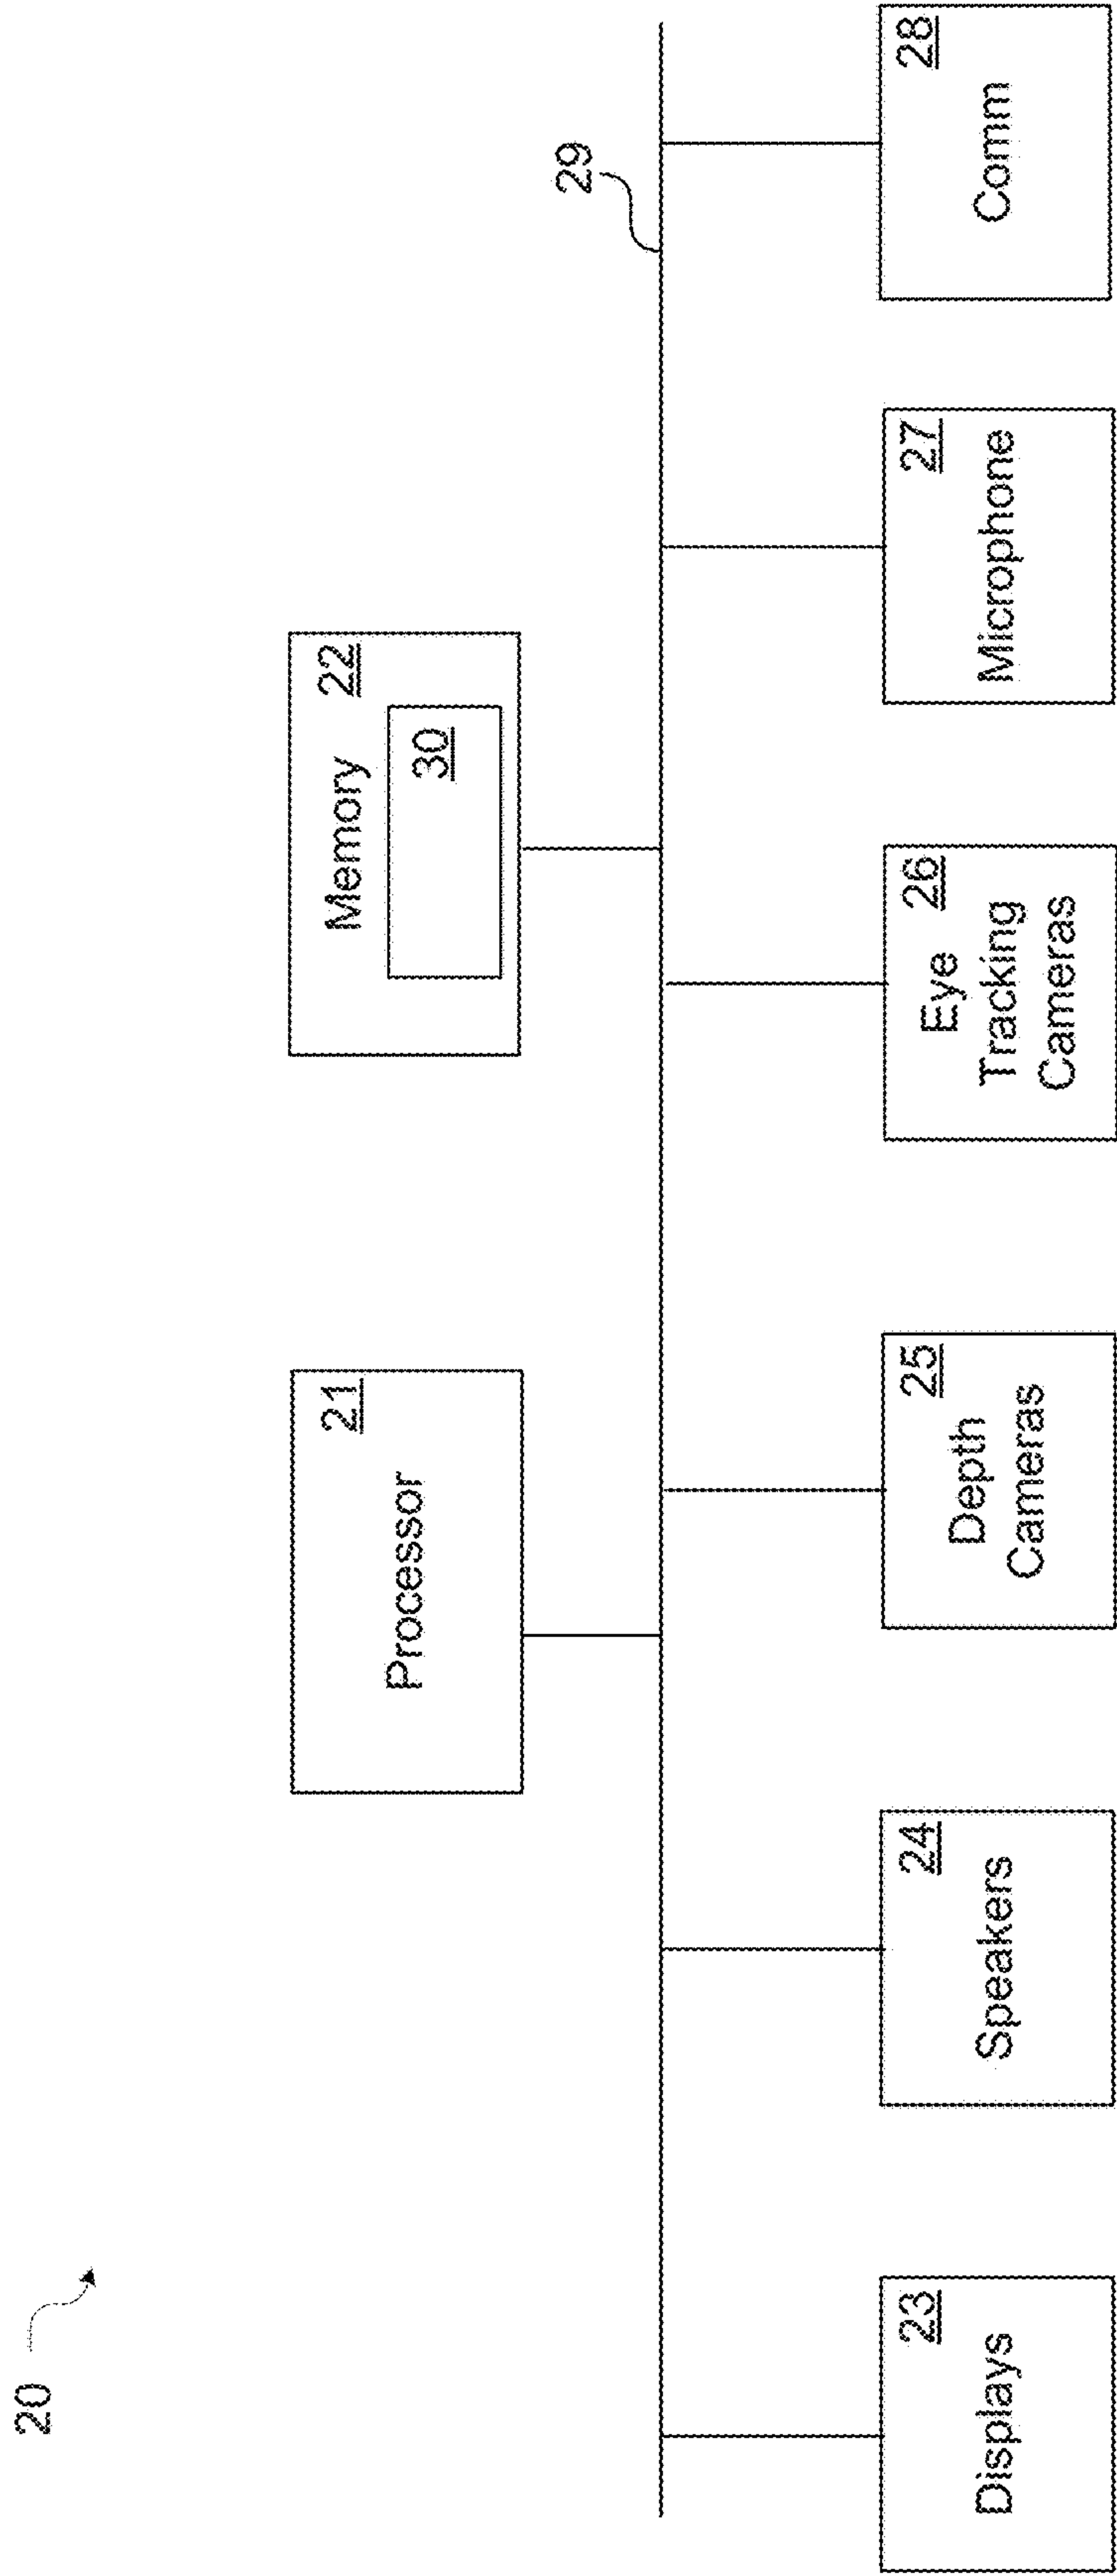 20
Processor
21
Memory
22
30
29
Displays
23
Speakers
24
Depth
Cameras
25
Eye
Tracking
Cameras
26
Microphone
27
Comm
28